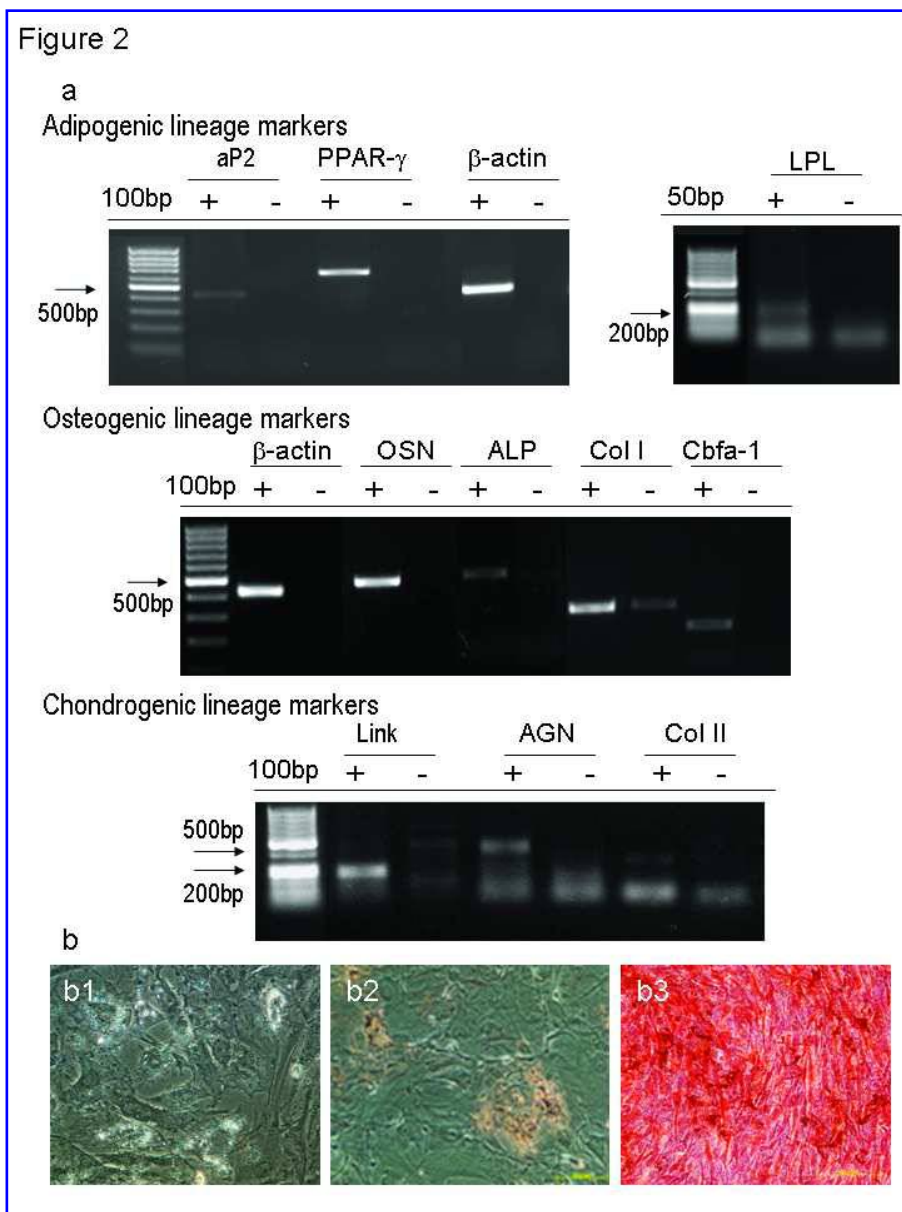 Figure 2
a
Adipogenic lineage markers
aP2 PPAR-γ β-actin
100bp + - + - + -
500bp
LPL
50bp + -
200bp
Osteogenic lineage markers
β-actin OSN ALP Col I Cbfa-1
100bp + - + - + - + - + -
500bp
Chondrogenic lineage markers
Link AGN Col II
100bp + - + - + -
500bp
200bp
b
b1 b2 b3